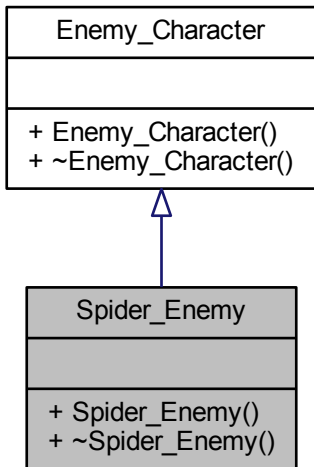 Enemy_Character
+ Enemy_Character()
+ ~Enemy_Character()
Spider_Enemy
+ Spider_Enemy()
+ ~Spider_Enemy()